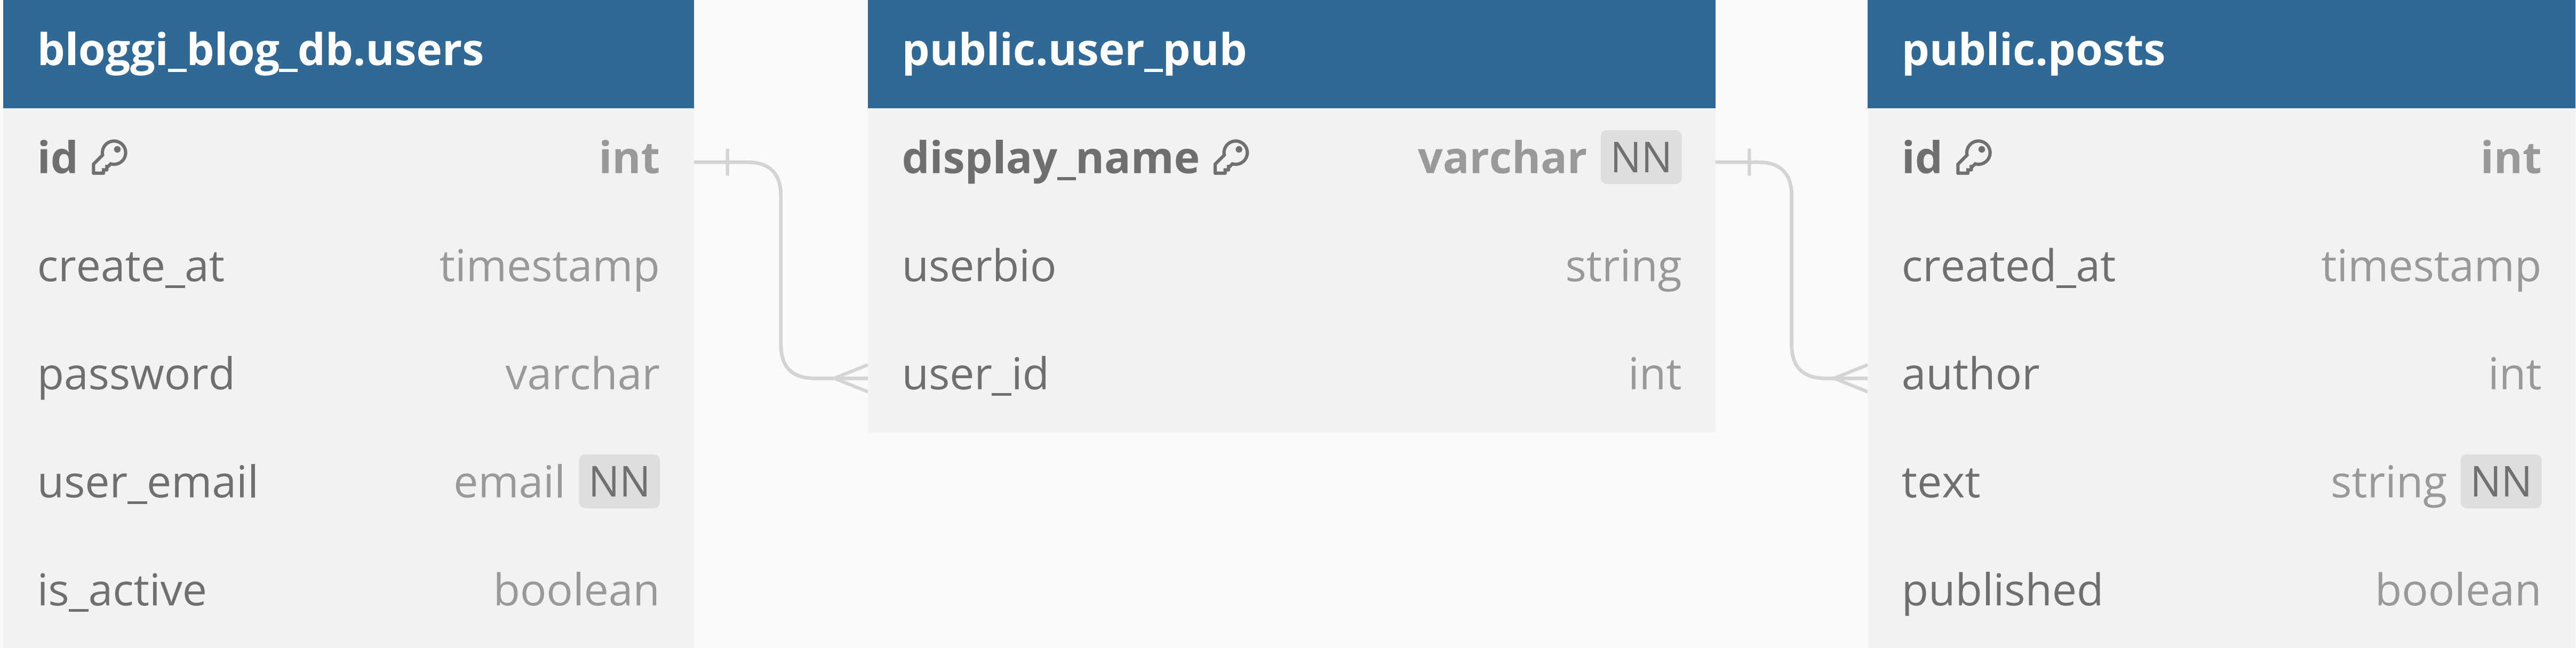 bloggi_blog_db.users
id int
create_at timestamp
password varchar
user_email email NN
is_active boolean
public.user_pub
display_name varchar NN
userbio string
user_id int
public.posts
id int
created_at timestamp
author int
text string NN
published boolean